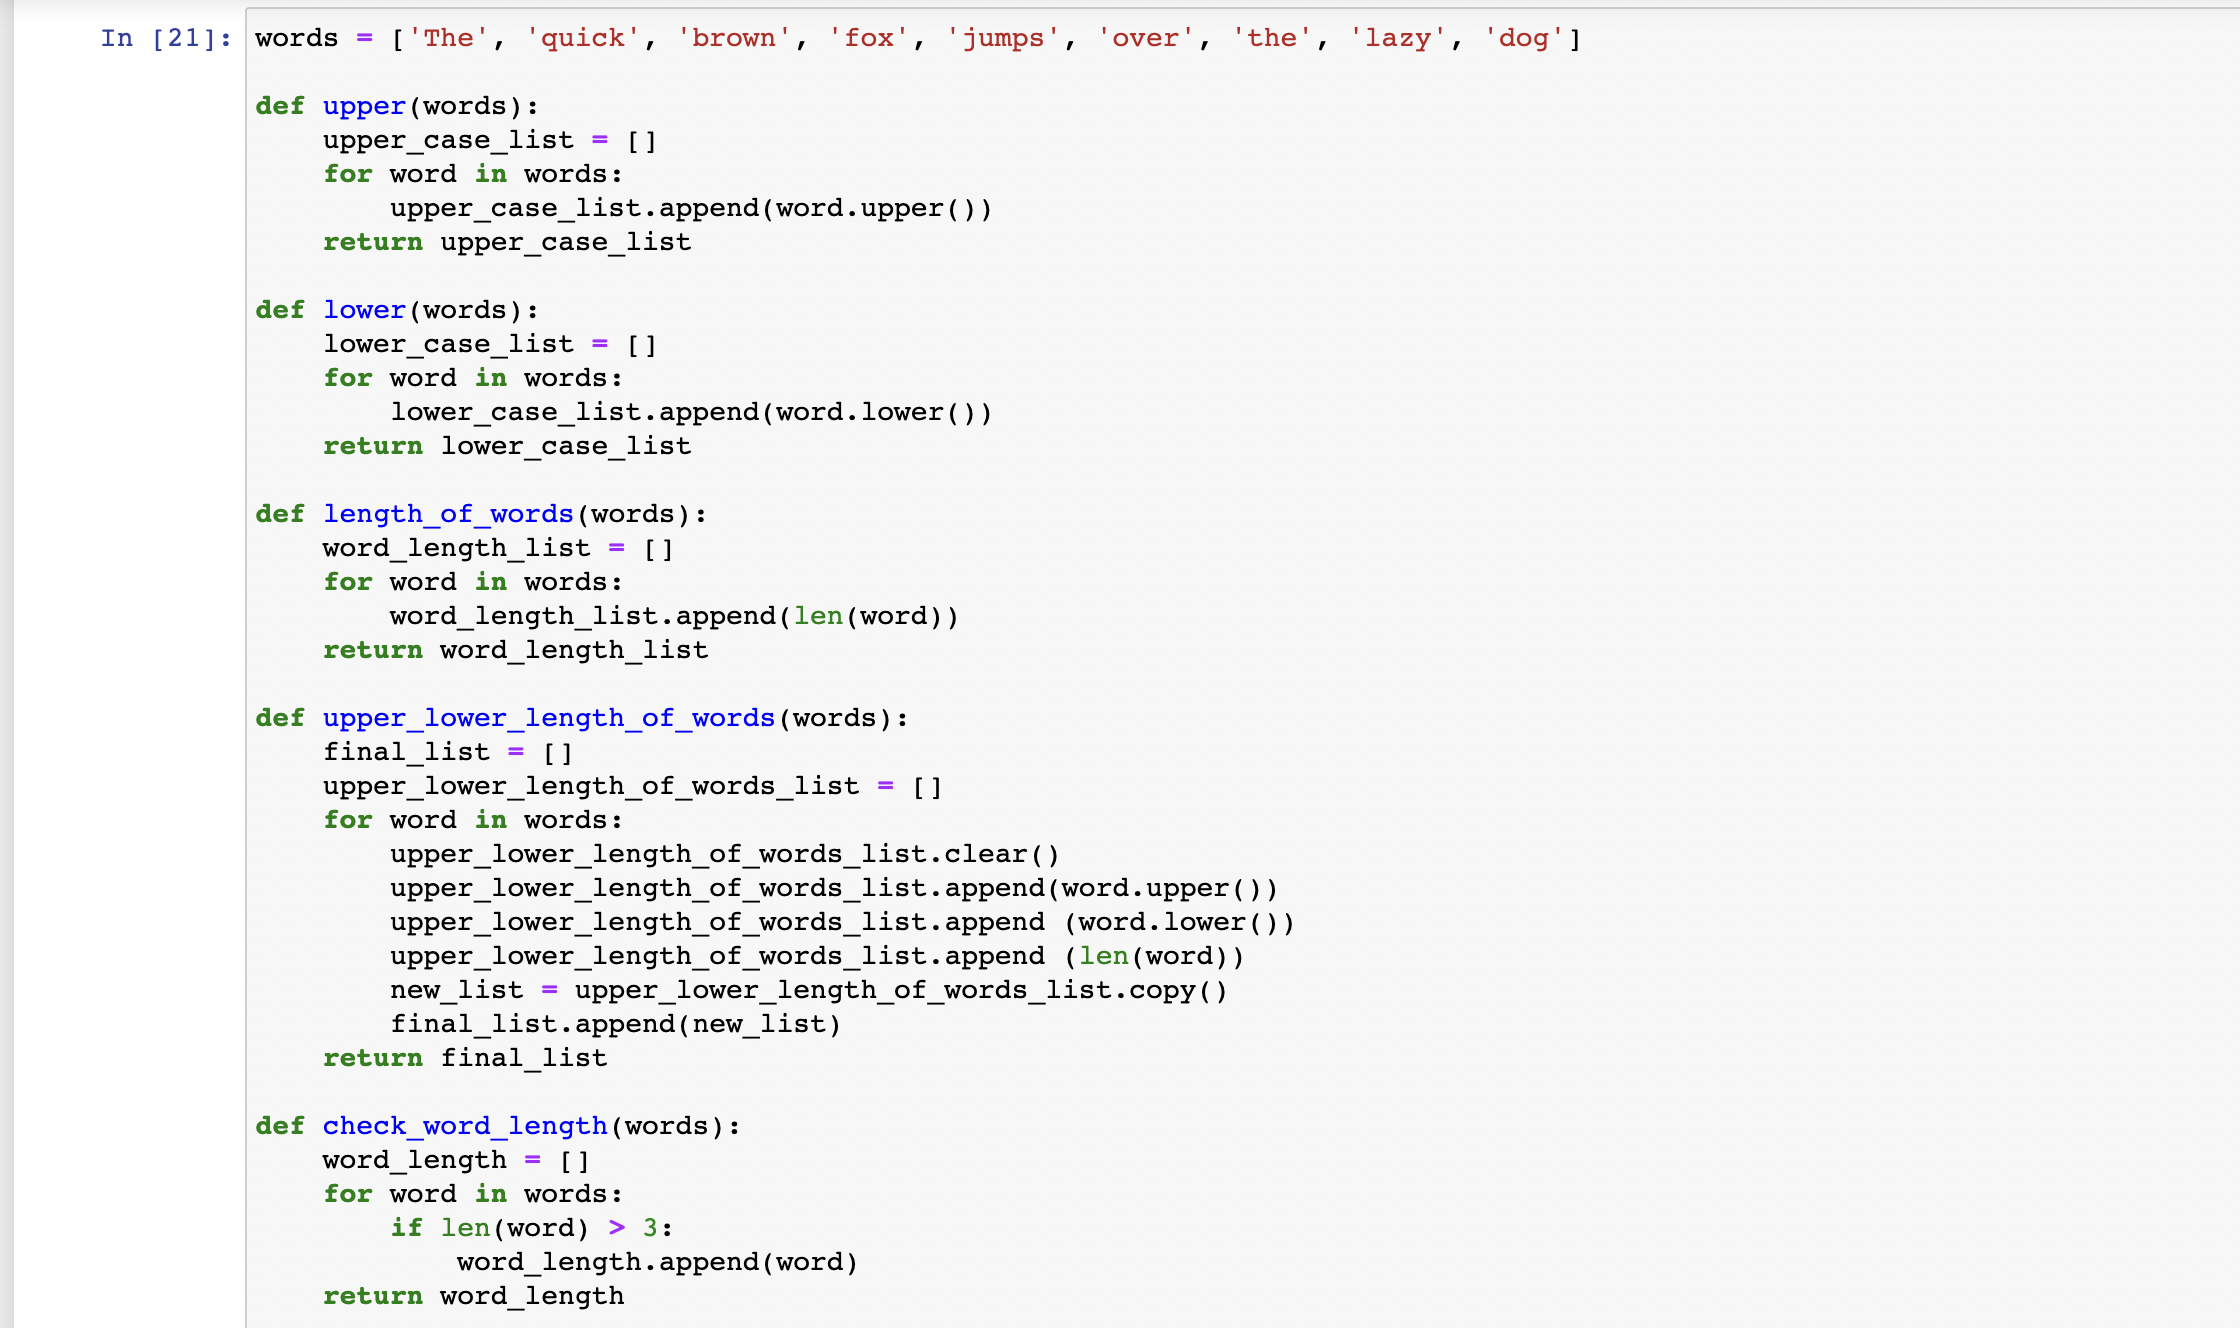 In [21]: words = ['The', 'quick', 'brown', 'fox', 'jumps', 'over', 'the', 'lazy', 'dog']

def upper(words):
    upper_case_list = []
    for word in words:
        upper_case_list.append(word.upper())
    return upper_case_list

def lower(words):
    lower_case_list = []
    for word in words:
        lower_case_list.append(word.lower())
    return lower_case_list

def length_of_words(words):
    word_length_list = []
    for word in words:
        word_length_list.append(len(word))
    return word_length_list

def upper_lower_length_of_words(words):
    final_list = []
    upper_lower_length_of_words_list = []
    for word in words:
        upper_lower_length_of_words_list.clear()
        upper_lower_length_of_words_list.append(word.upper())
        upper_lower_length_of_words_list.append (word.lower())
        upper_lower_length_of_words_list.append (len(word))
        new_list = upper_lower_length_of_words_list.copy()
        final_list.append(new_list)
    return final_list

def check_word_length(words):
    word_length = []
    for word in words:
        if len(word) > 3:
            word_length.append(word)
    return word_length